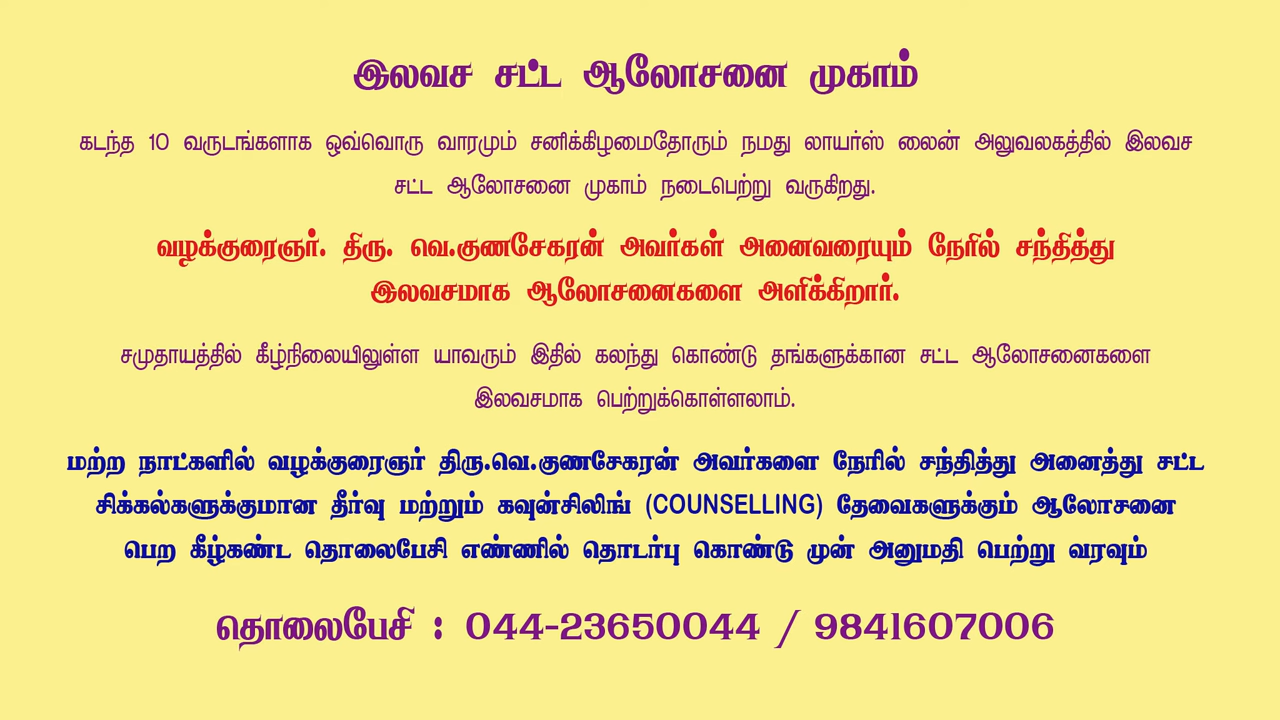 இலவச சட்ட ஆலோசனை முகாம்
கடந்த 10 வருடங்களாக ஒவ்வொரு வாரமும் சனிக்கிழமைதோரும் நமது லாயர்ஸ் லைன் அலுவலகத்தில் இலவச
சட்ட ஆலோசனை முகாம் நடைபெற்று வருகிறது.
வழக்குரைஞர். திரு. வெ.குணசேகரன் அவர்கள் அனைவரையும் நேரில் சந்தித்து
இலவசமாக ஆலோசனைகளை அளிக்கிறார்.
சமுதாயத்தில் கீழ்நிலையிலுள்ள யாவரும் இதில் கலந்து கொண்டு தங்களுக்கான சட்ட ஆலோசனைகளை
இலவசமாக பெற்றுக்கொள்ளலாம்.
மற்ற நாட்களில் வழக்குரைஞர் திரு.வெ.குணசேகரன் அவர்களை நேரில் சந்தித்து அனைத்து சட்ட
சிக்கல்களுக்குமான தீர்வு மற்றும் கவுன்சிலிங் (COUNSELLING) தேவைகளுக்கும் ஆலோசனை
பெற கீழ்கண்ட தொலைபேசி எண்ணில் தொடர்பு கொண்டு முன் அனுமதி பெற்று வரவும்
தொலைபேசி : 044-23650044 / 9841607006